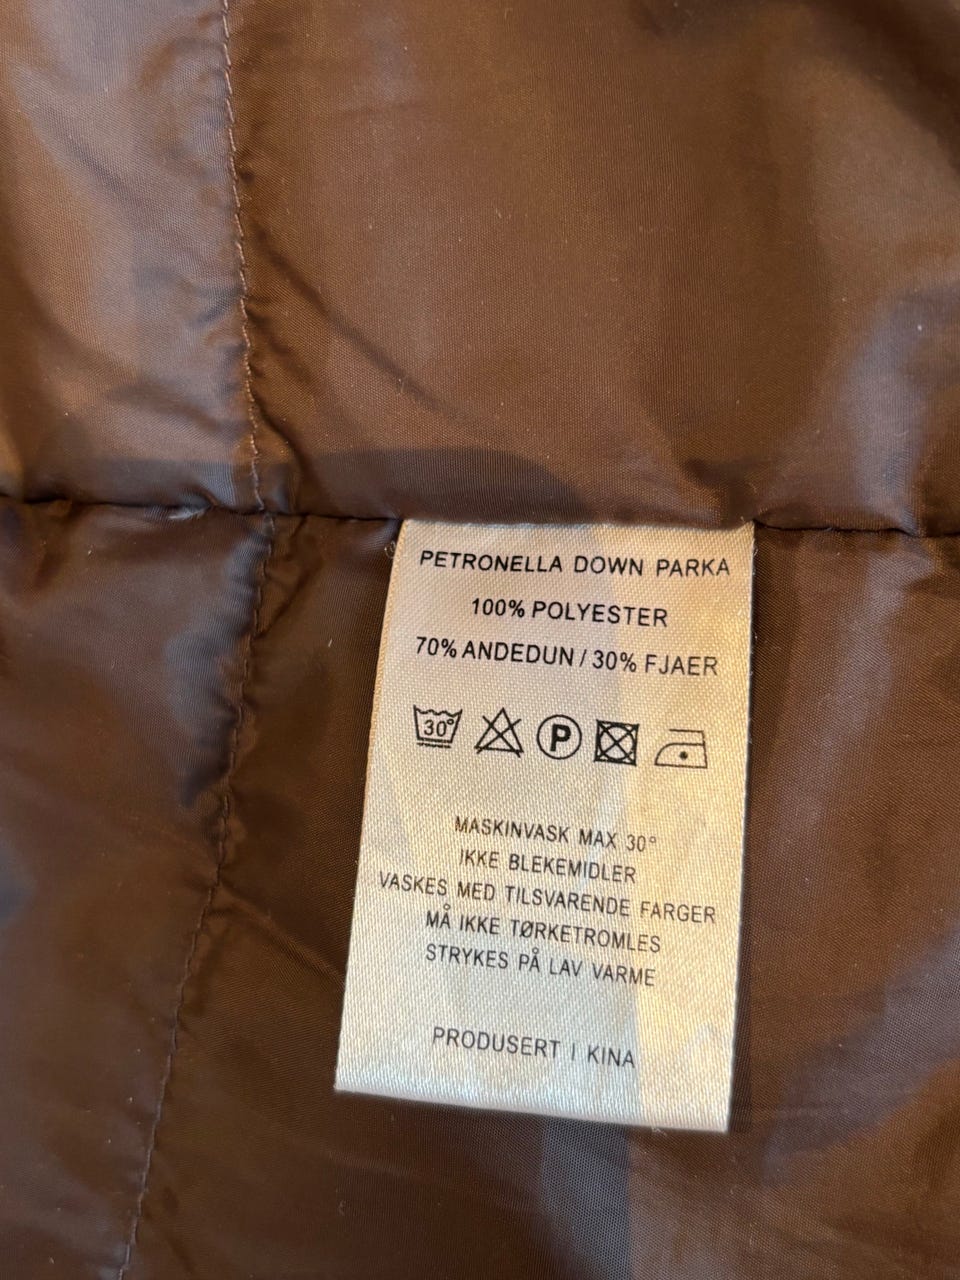 PETRONELLA DOWN PARKA
100% POLYESTER
70% ANDEDUN / 30% FJAER
30° P
MASKINVASK MAX 30°
IKKE BLEKEMIDLER
VASKES MED TILSVARENDE FARGER
MÅ IKKE TØRKETROMLES
STRYKES PÅ LAV VARME
PRODUSERT I KINA